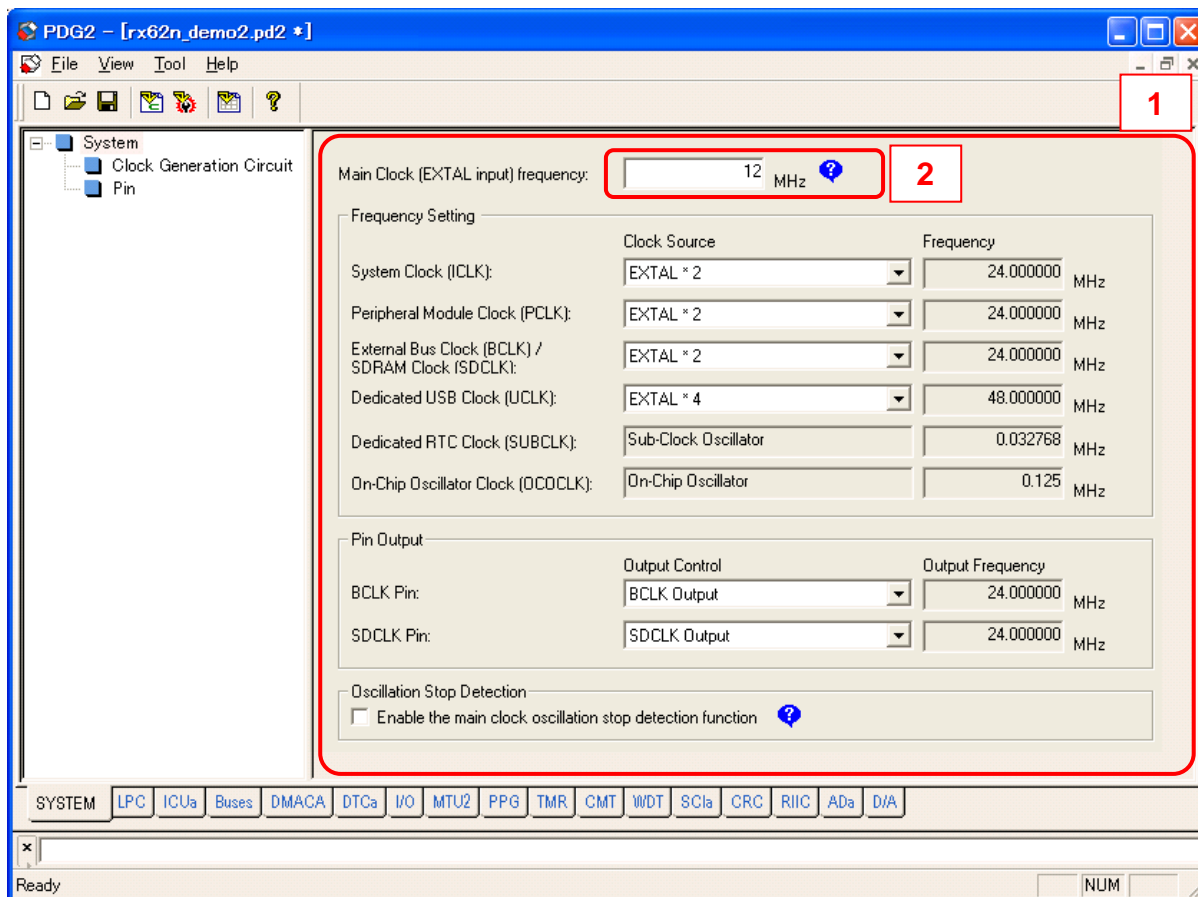 PDG2 - [rx62n_demo2.pd2 *]
File View Tool Help
1
System
Clock Generation Circuit
Pin
Main Clock (EXTAL input) frequency: 12 MHz
2
Frequency Setting
Clock Source Frequency
System Clock (ICLK): EXTAL * 2 24.000000 MHz
Peripheral Module Clock (PCLK): EXTAL * 2 24.000000 MHz
External Bus Clock (BCLK) /
SDRAM Clock (SDCLK): EXTAL * 2 24.000000 MHz
Dedicated USB Clock (UCLK): EXTAL * 4 48.000000 MHz
Dedicated RTC Clock (SUBCLK): Sub-Clock Oscillator 0.032768 MHz
On-Chip Oscillator Clock (OCOCLK): On-Chip Oscillator 0.125 MHz
Pin Output
Output Control Output Frequency
BCLK Pin: BCLK Output 24.000000 MHz
SDCLK Pin: SDCLK Output 24.000000 MHz
Oscillation Stop Detection
Enable the main clock oscillation stop detection function
SYSTEM LPC ICUa Buses DMACA DTCa I/O MTU2 PPG TMR CMT WDT SCIa CRC RIIC ADa D/A
Ready NUM